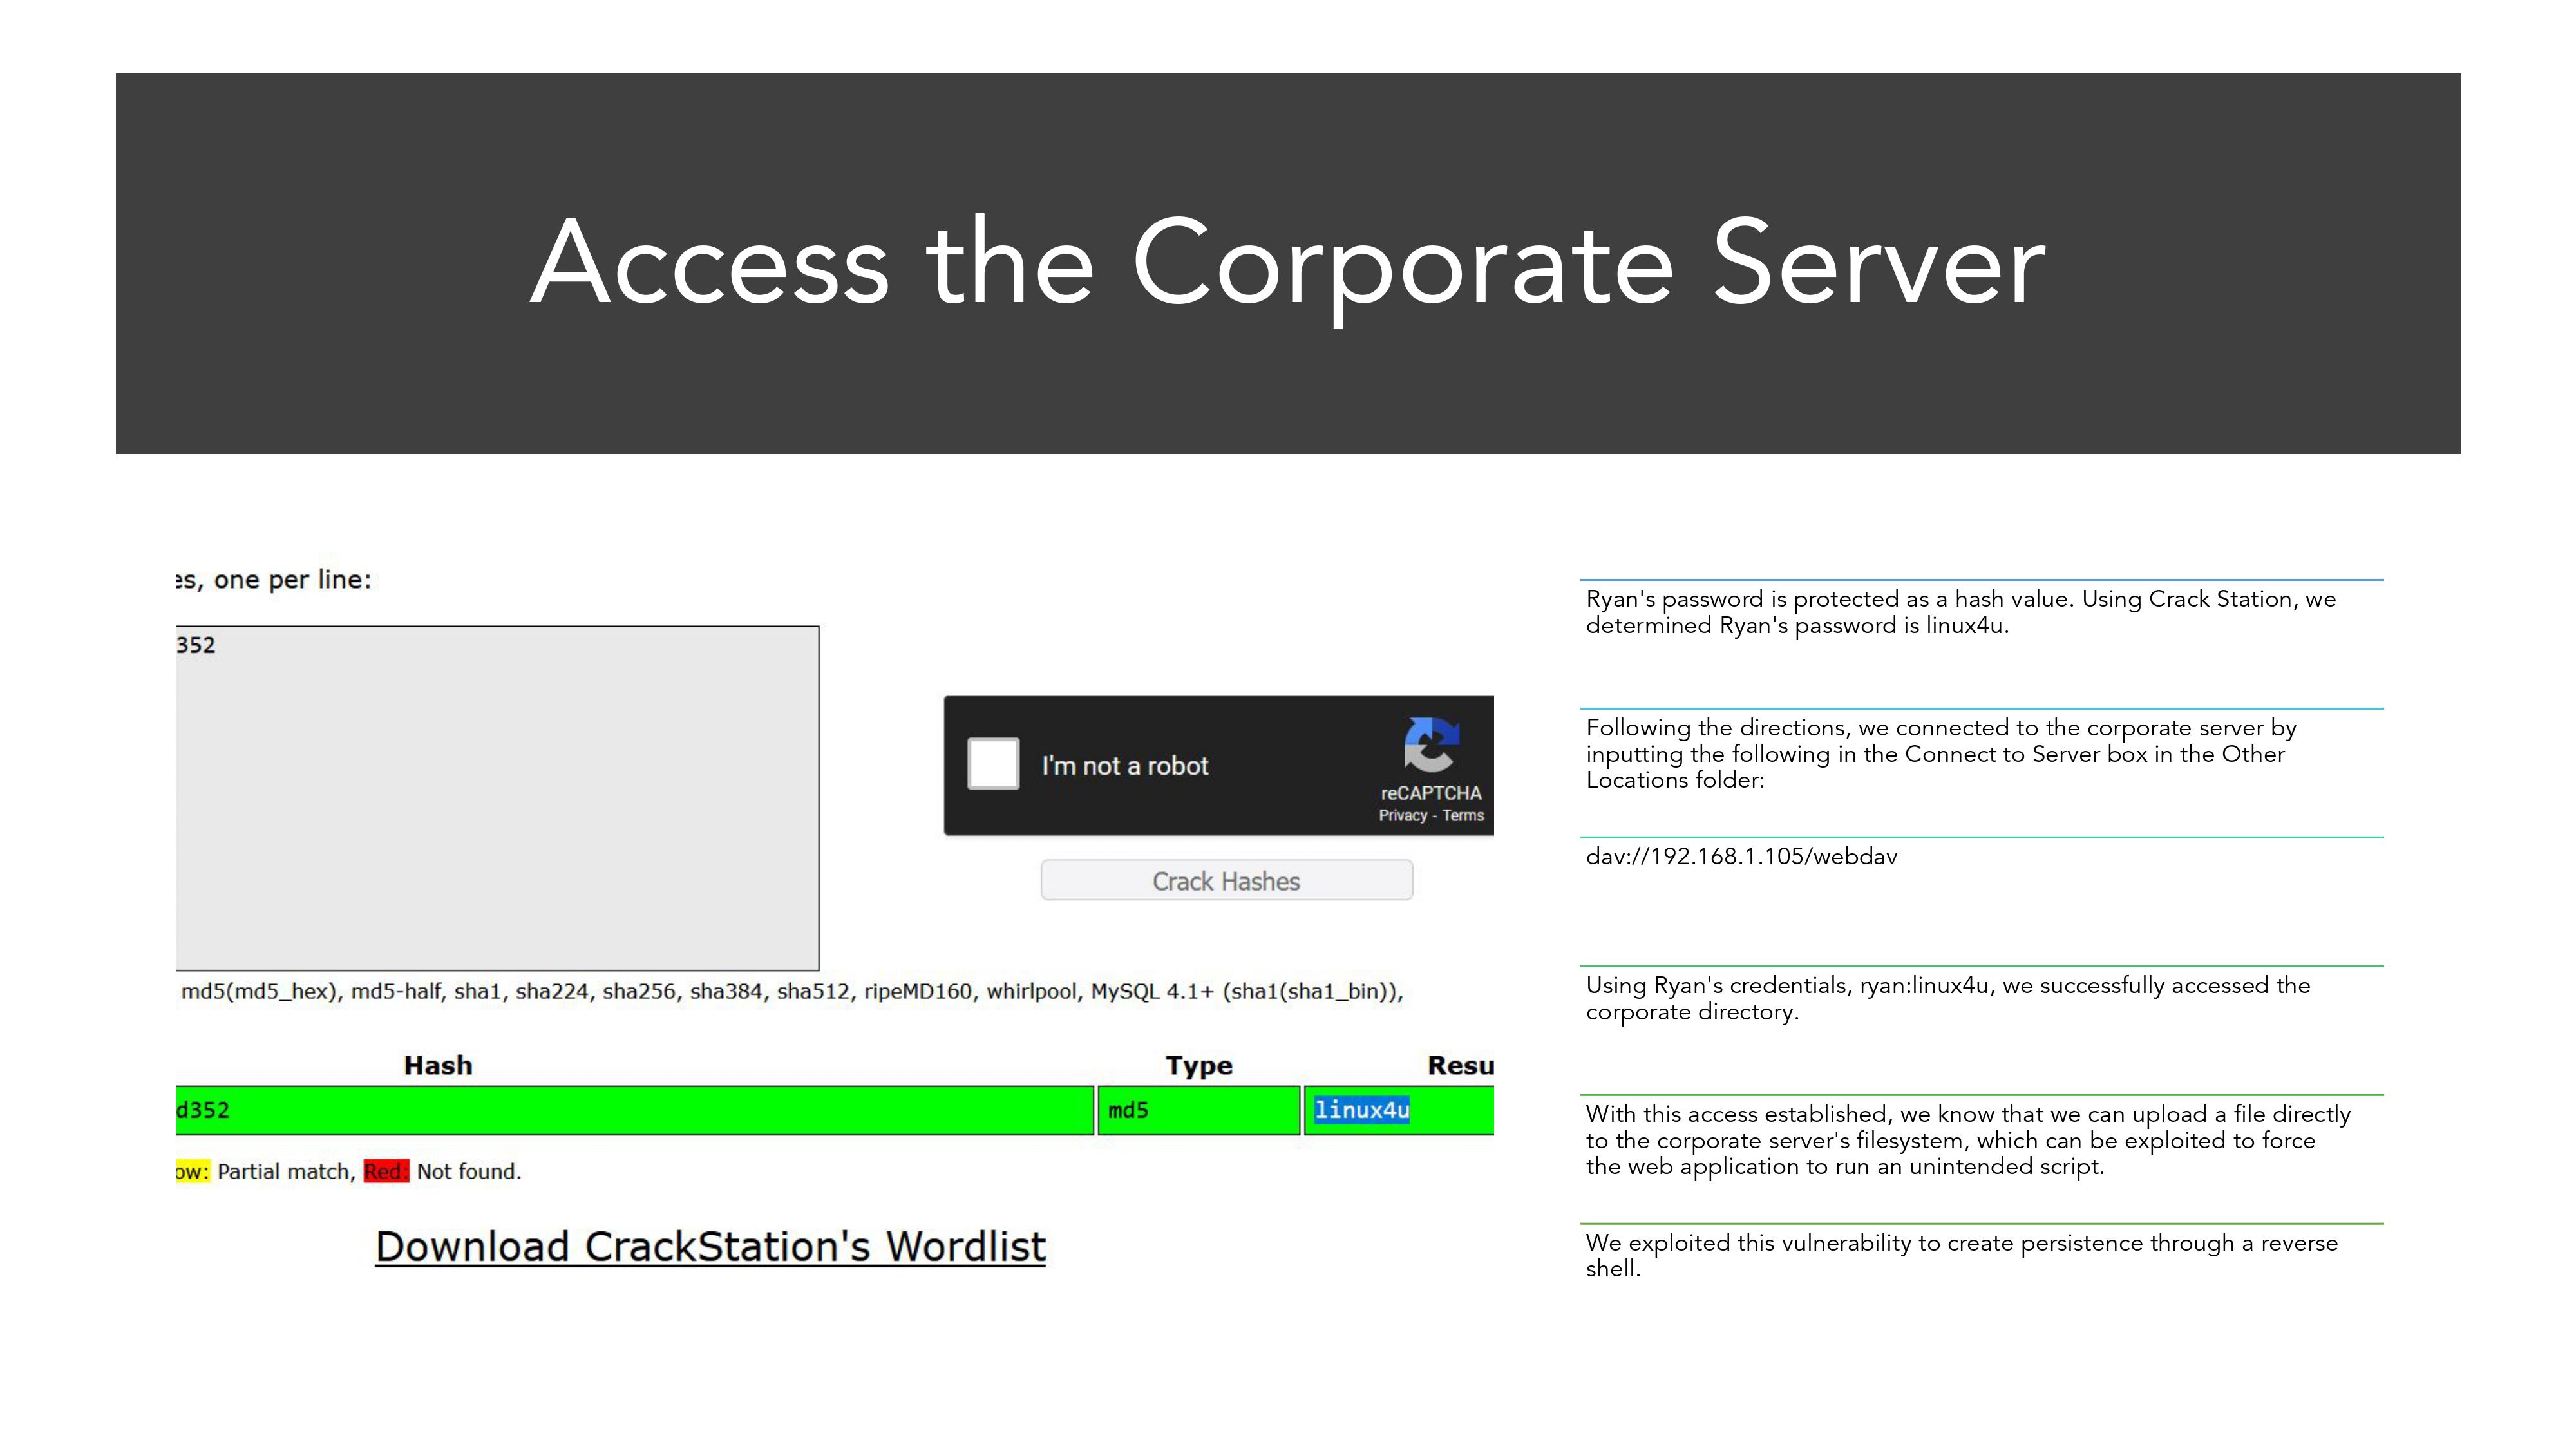 Access the Corporate Server
es, one per line:
352
I'm not a robot
reCAPTCHA
Privacy - Terms
Crack Hashes
md5(md5_hex), md5-half, sha1, sha224, sha256, sha384, sha512, ripeMD160, whirlpool, MySQL 4.1+ (sha1(sha1_bin)),
Hash Type Resu
d352 md5 linux4u
ow: Partial match, Red: Not found.
Download CrackStation's Wordlist
Ryan's password is protected as a hash value. Using Crack Station, we
determined Ryan's password is linux4u.
Following the directions, we connected to the corporate server by
inputting the following in the Connect to Server box in the Other
Locations folder:
dav://192.168.1.105/webdav
Using Ryan's credentials, ryan:linux4u, we successfully accessed the
corporate directory.
With this access established, we know that we can upload a file directly
to the corporate server's filesystem, which can be exploited to force
the web application to run an unintended script.
We exploited this vulnerability to create persistence through a reverse
shell.